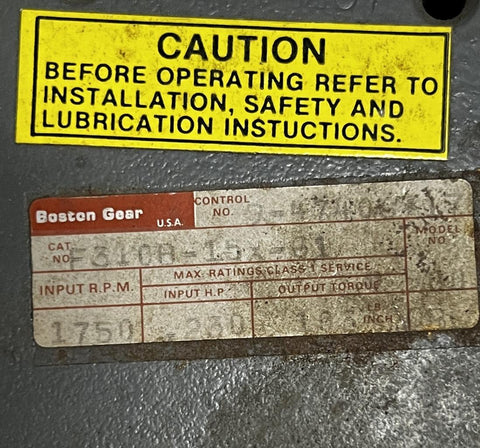 CAUTION
BEFORE OPERATING REFER TO
INSTALLATION, SAFETY AND
LUBRICATION INSTUCTIONS.
Boston Gear
U.S.A.
CONTROL
NO.
CAT.
NO.
MODEL
NO.
MAX. RATINGS CLASS 1 SERVICE
INPUT R.P.M.
INPUT H.P.
OUTPUT TORQUE
1750
LB.
INCH